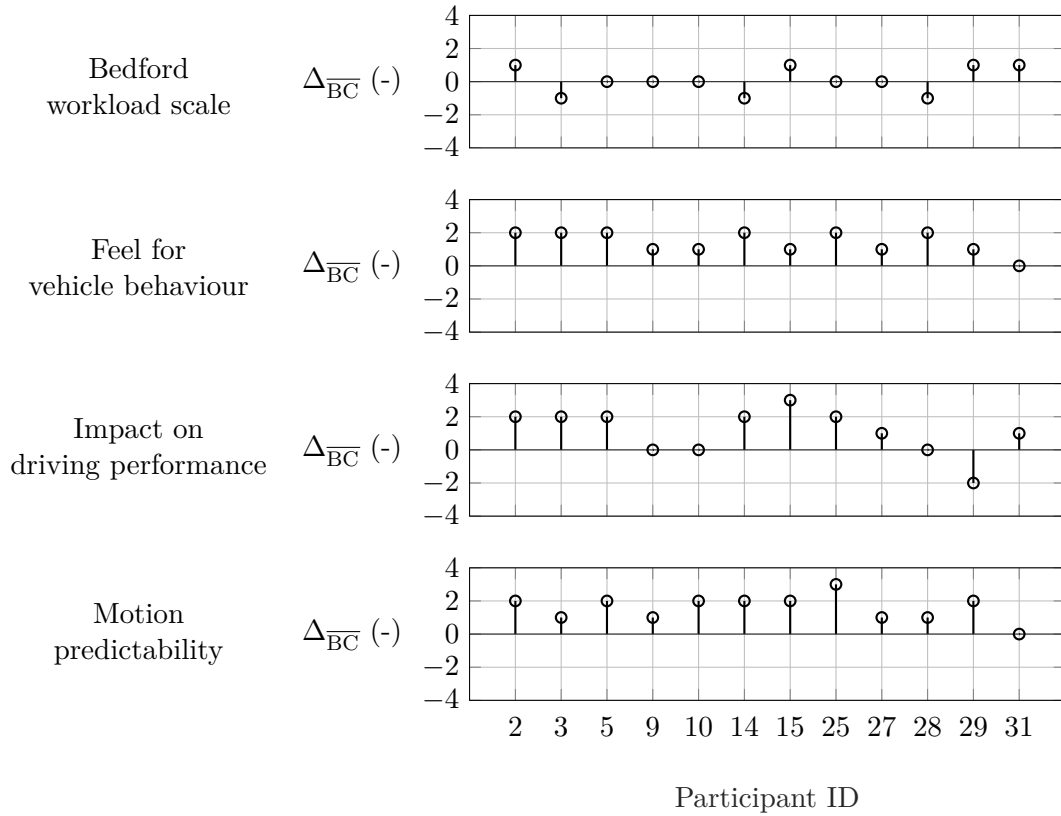 Bedford
workload scale
Δ_BC̅ (-)
4
2
0
−2
−4
Feel for
vehicle behaviour
Δ_BC̅ (-)
4
2
0
−2
−4
Impact on
driving performance
Δ_BC̅ (-)
4
2
0
−2
−4
Motion
predictability
Δ_BC̅ (-)
4
2
0
−2
−4
2 3 5 9 10 14 15 25 27 28 29 31
Participant ID